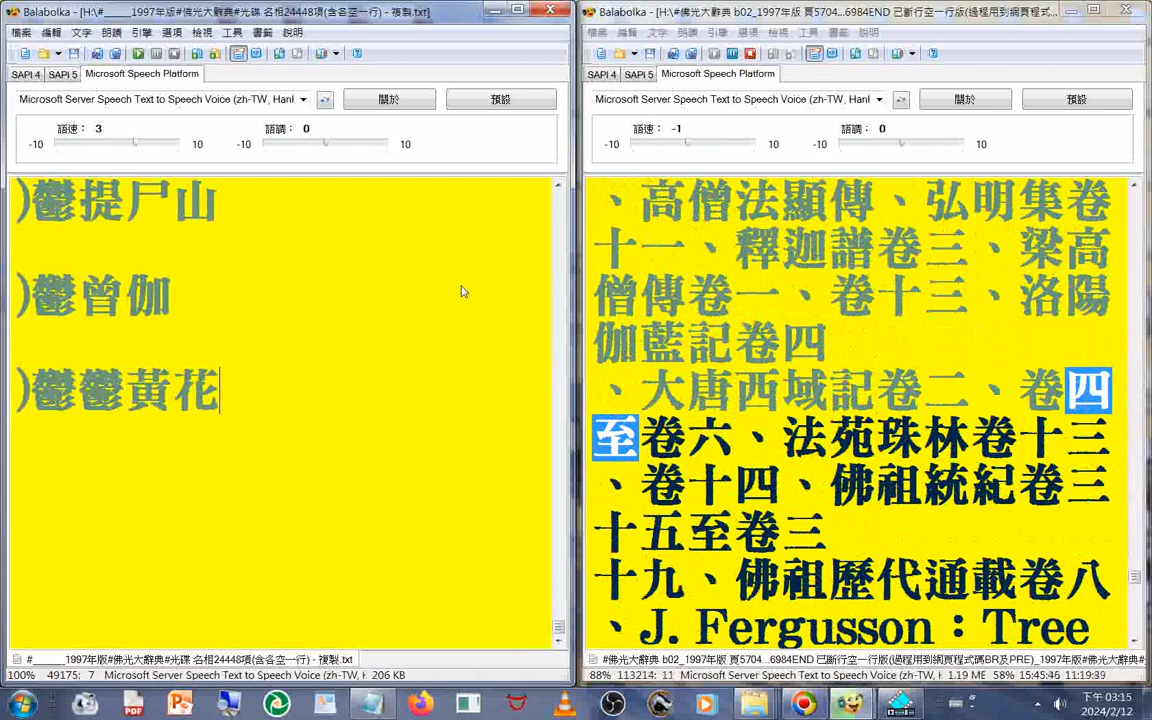 Balabolka - [H:\#_____1997年版#佛光大辭典#光碟 名相24448項(含各空一行) - 複製.txt]
檔案 編輯 文字 朗讀 引擎 選項 檢視 工具 書籤 說明
SAPI 4 SAPI 5 Microsoft Speech Platform
Microsoft Server Speech Text to Speech Voice (zh-TW, Hanl
關於 預設
語速： 3 語調： 0
-10 10 -10 10
)鬱提尸山
)鬱曾伽
)鬱鬱黃花
#_____1997年版#佛光大辭典#光碟 名相24448項(含各空一行) - 複製.txt
100% 49175: 7 Microsoft Server Speech Text to Speech Voice (zh-TW, H 206 KB
Balabolka - [H:\#佛光大辭典 b02_1997年版 頁5704...6984END 已斷行空一行版(過程用到網頁程式...
檔案 編輯 文字 朗讀 引擎 選項 檢視 工具 書籤 說明
SAPI 4 SAPI 5 Microsoft Speech Platform
Microsoft Server Speech Text to Speech Voice (zh-TW, Hanl
關於 預設
語速： -1 語調： 0
-10 10 -10 10
、高僧法顯傳、弘明集卷
十一、釋迦譜卷三、梁高
僧傳卷一、卷十三、洛陽
伽藍記卷四
、大唐西域記卷二、卷四
至卷六、法苑珠林卷十三
、卷十四、佛祖統紀卷三
十五至卷三
十九、佛祖歷代通載卷八
、J. Fergusson：Tree
#佛光大辭典 b02_1997年版 頁5704...6984END 已斷行空一行版(過程用到網頁程式碼BR及PRE)_1997年版#佛光大辭典#
88% 113214: 11 Microsoft Server Speech Text to Speech Voice (zh-TW, 1.19 ME 58% 15:45:46 11:19:39
下午 03:15
2024/2/12